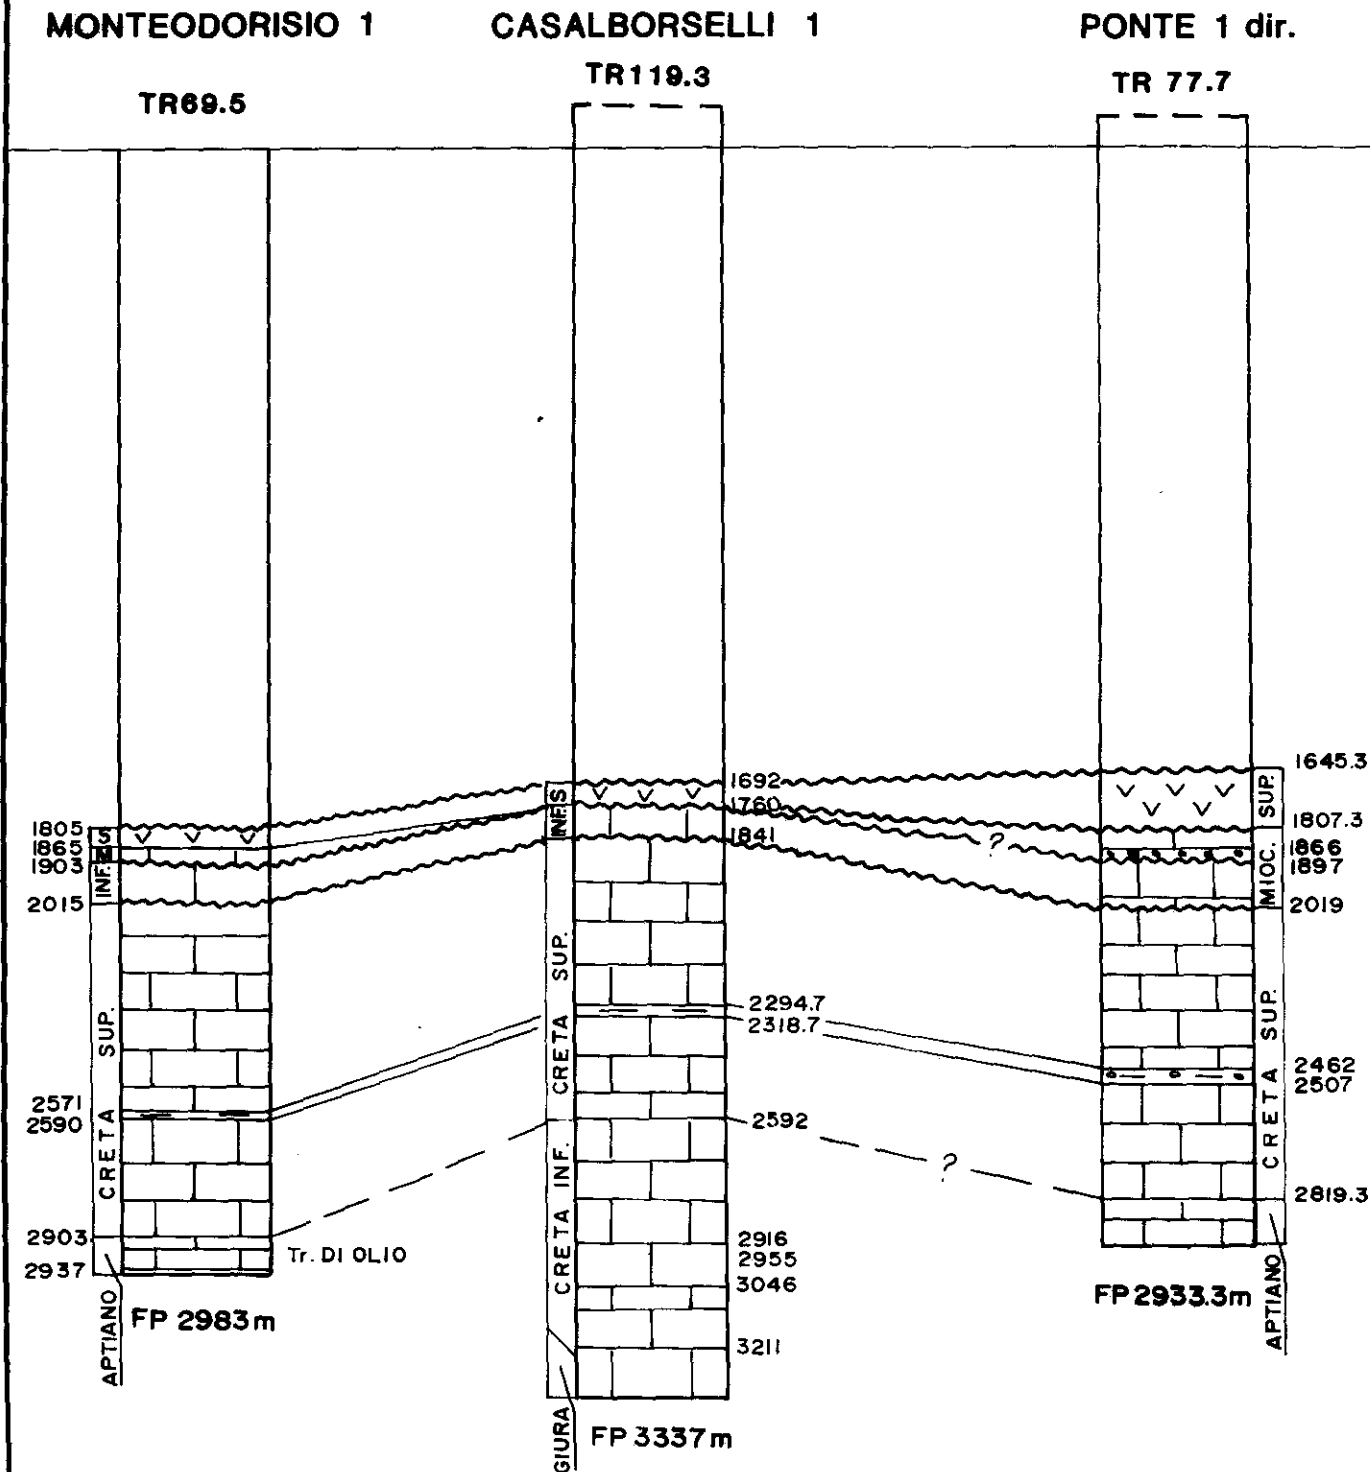 MONTEODORISIO 1
CASALBORSELLI 1
PONTE 1 dir.
TR69.5
TR119.3
TR 77.7
1805
1865
1903
2015
2571
2590
2903
2937
S
M
INF.
CRETA SUP.
APTIANO
Tr. DI OLIO
FP 2983m
S
INF.
CRETA SUP.
CRETA INF.
GIURA
1692
1760
1841
2294.7
2318.7
2592
2916
2955
3046
3211
FP 3337m
?
?
1645.3
1807.3
1866
1897
2019
2462
2507
2819.3
SUP.
MIOC.
CRETA SUP.
APTIANO
FP 2933.3m